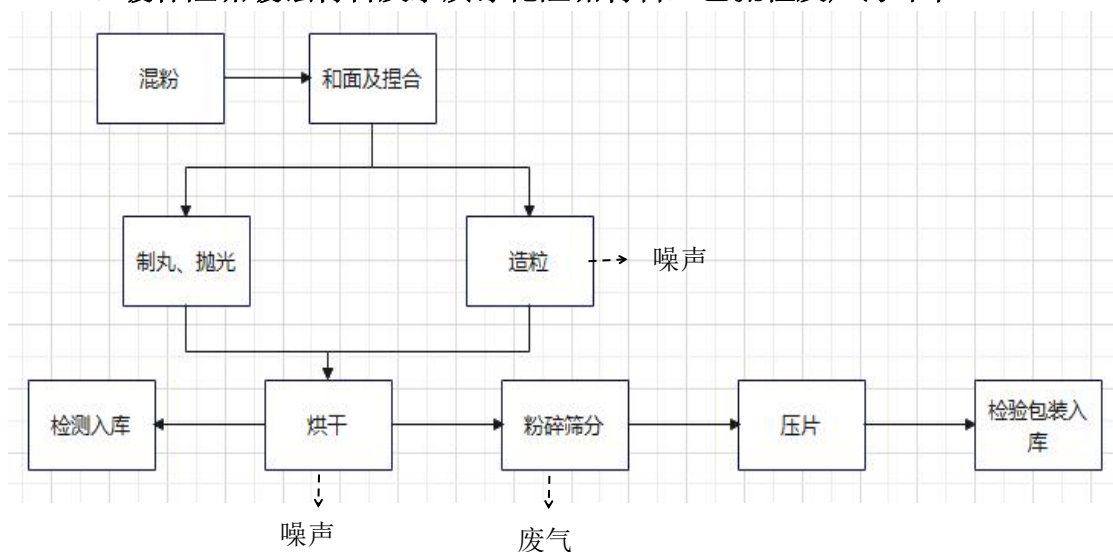 混粉
和面及捏合
制丸、抛光
造粒
噪声
检测入库
烘干
粉碎筛分
压片
检验包装入
库
噪声
废气